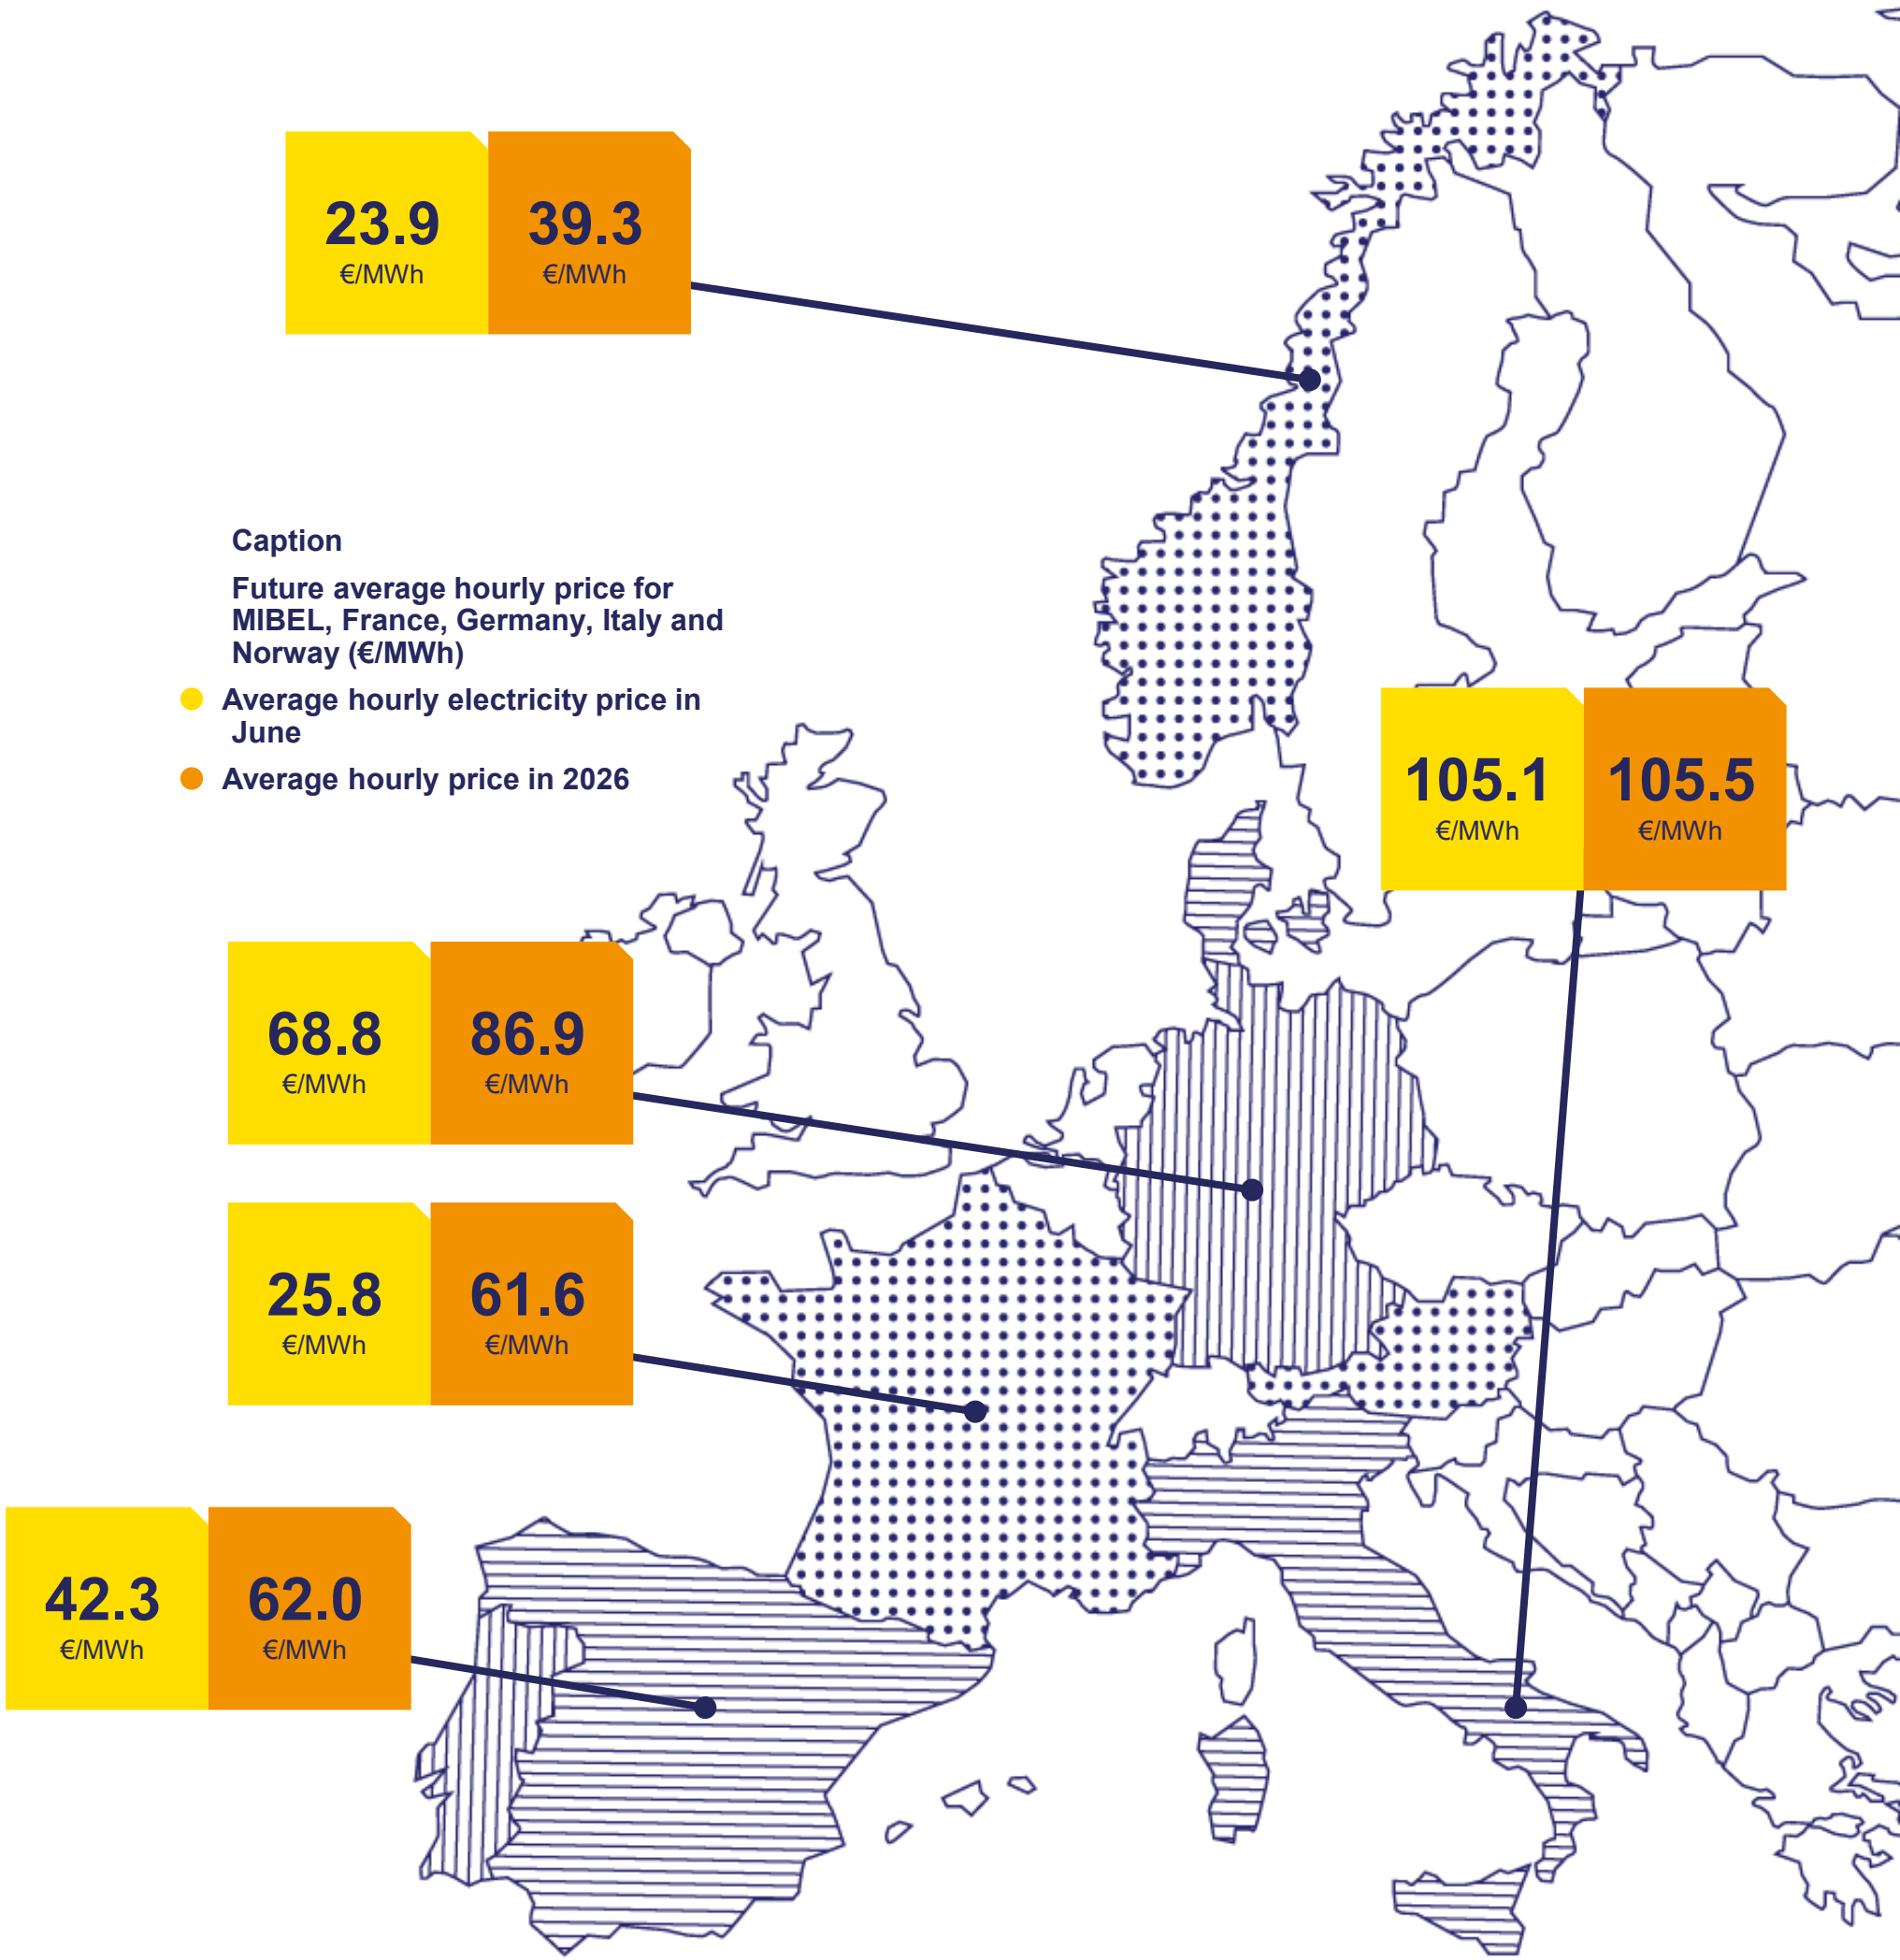 23.9
€/MWh
39.3
€/MWh
Caption
Future average hourly price for
MIBEL, France, Germany, Italy and
Norway (€/MWh)
Average hourly electricity price in
June
Average hourly price in 2026
105.1
€/MWh
105.5
€/MWh
68.8
€/MWh
86.9
€/MWh
25.8
€/MWh
61.6
€/MWh
42.3
€/MWh
62.0
€/MWh